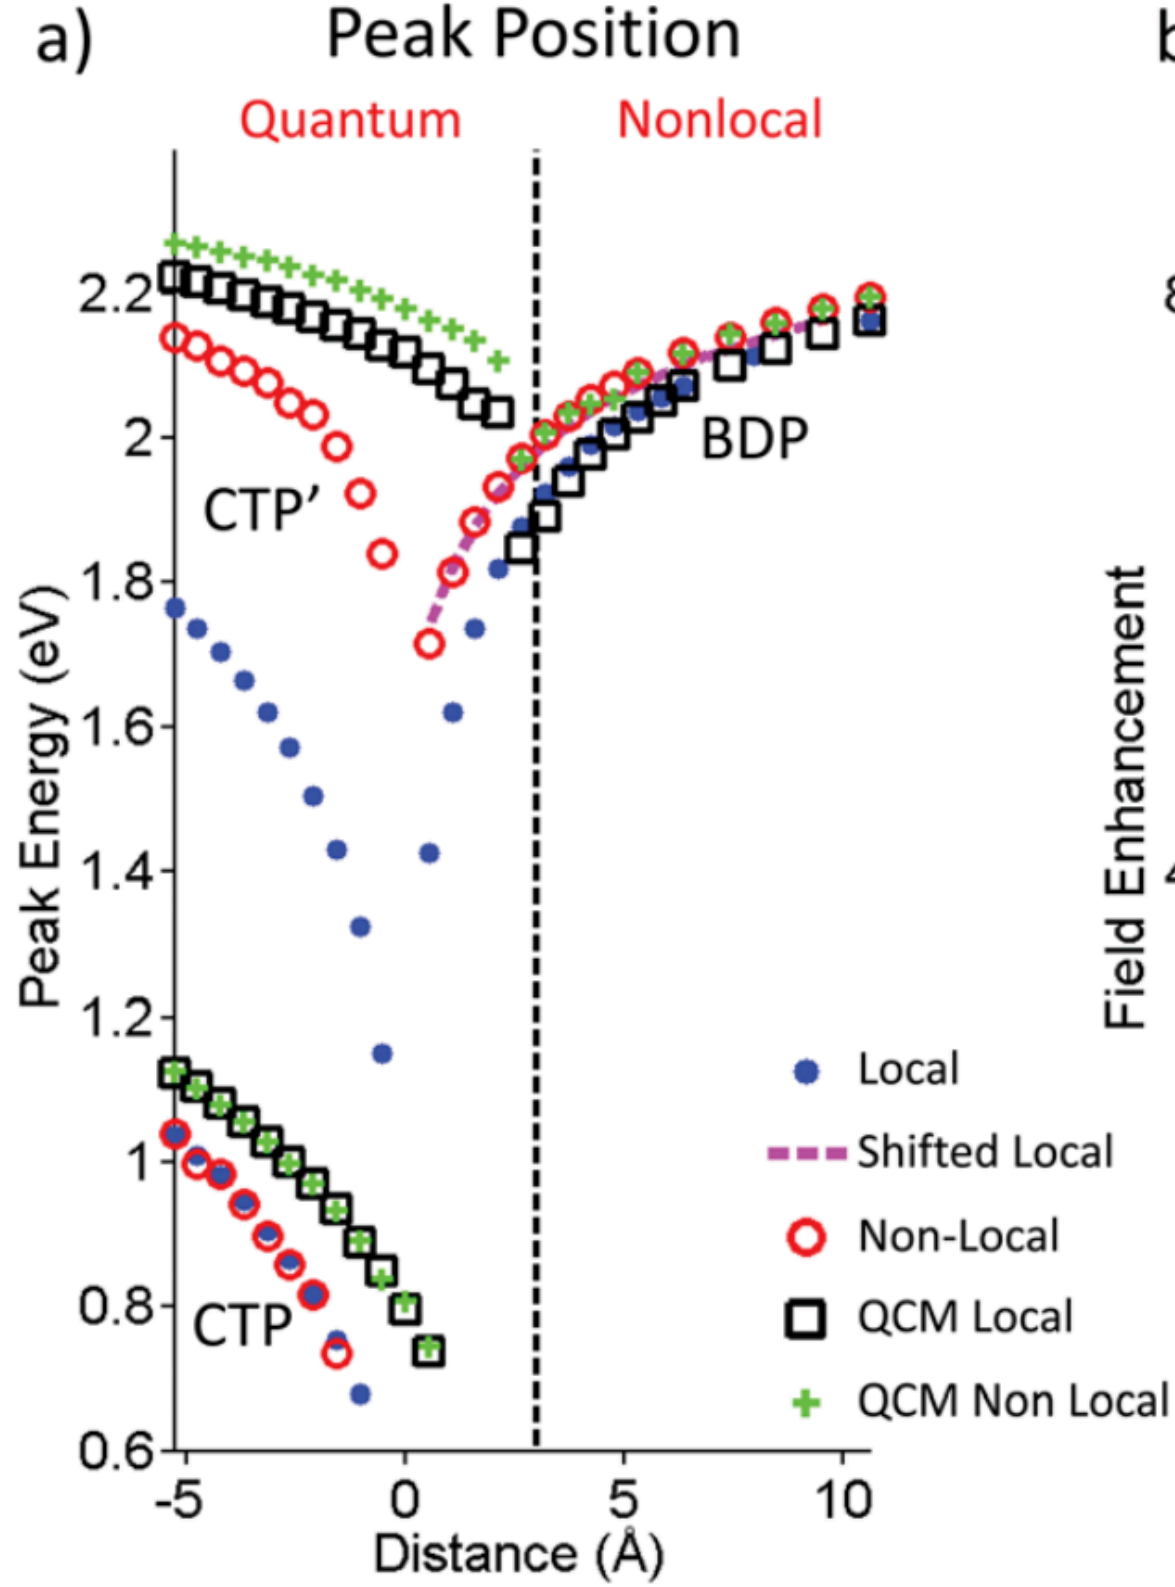 a)
Peak Position
b
Quantum
Nonlocal
2.2
2
1.8
1.6
1.4
1.2
1
0.8
0.6
Peak Energy (eV)
CTP’
BDP
CTP
8
4
Field Enhancement
Local
Shifted Local
Non-Local
QCM Local
QCM Non Local
-5
0
5
10
Distance (Å)